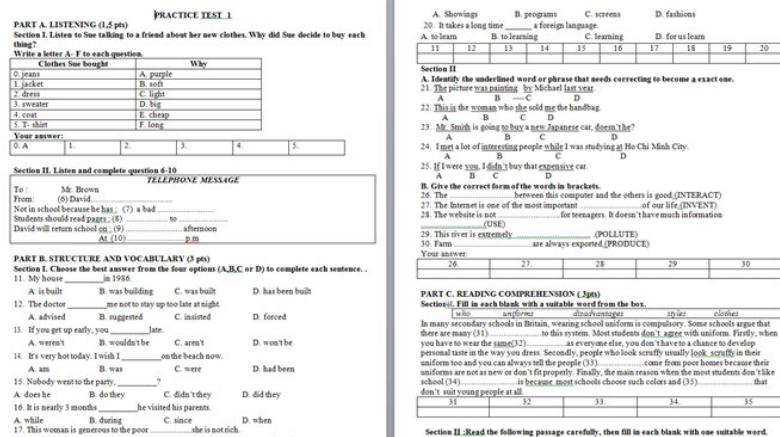 PRACTICE TEST 1
PART A. LISTENING (1,5 pts)
Section I. Listen to Sue talking to a friend about her new clothes. Why did Sue decide to buy each
thing?
Write a letter A- F to each question.
Clothes Sue bought Why
0. jeans A. purple
1. jacket B. soft
2. dress C. light
3. sweater D. big
4. coat E. cheap
5. T- shirt F. long
Your answer:
0. A 1. 2. 3. 4. 5.
Section II. Listen and complete question 6-10
TELEPHONE MESSAGE
To : Mr. Brown
From: (6) David..............................
Not in school because he has : (7) a bad ......................
Students should read pages : (8) .................. to ...................
David will return school on : (9) .................... afternoon
At (10) ..................... p.m
PART B. STRUCTURE AND VOCABULARY (3 pts)
Section I. Choose the best answer from the four options (A,B,C or D) to complete each sentence. .
11. My house _________in 1986.
A. is built B. was building C. was built D. has been built
12. The doctor _________me not to stay up too late at night.
A. advised B. suggested C. insisted D. forced
13. If you get up early, you _________late.
A. weren't B. wouldn't be C. aren't D. won't be
14. It's very hot today. I wish I _________on the beach now.
A. am B. was C. were D. had been
15. Nobody went to the party, _________?
A. does he B. do they C. didn't they D. did they
16. It is nearly 3 months _________he visited his parents.
A. while B. during C. since D. when
17. This woman is generous to the poor _________she is not rich.
A. Showings B. programs C. screens D. fashions
20. It takes a long time ______ a foreign language.
A. to learn B. to learning C. learning D. for us learn
11 12 13 14 15 16 17 18 19 20
Section II
A. Identify the underlined word or phrase that needs correcting to become a exact one.
21. The picture was painting by Michael last year.
A B C D
22. This is the woman who she sold me the handbag.
A B C D
23. Mr. Smith is going to buy a new Japanese car, doesn't he?
A B C D
24. I met a lot of interesting people while I was studying at Ho Chi Minh City.
A B C D
25. If I were you, I didn't buy that expensive car.
A B C D
B. Give the correct form of the words in brackets.
26. The .......................between this computer and the others is good.(INTERACT)
27. The Internet is one of the most important ......................of our life.(INVENT)
28. The website is not ......................for teenagers. It doesn't have much information
......................(USE)
29. This river is extremely ......................(POLLUTE)
30. Farm ......................are always exported.(PRODUCE)
Your answer:
26. 27. 28 29 30
PART C. READING COMPREHENSION ( 3pts)
SectionI. Fill in each blank with a suitable word from the box.
who uniforms disadvantages styles clothes
In many secondary schools in Britain, wearing school uniform is compulsory. Some schools argue that
there are many (31)......................to this system. Most students don't agree with uniform. Firstly, when
you have to wear the same(32)...............as everyone else, you don't have a chance to develop
personal taste in the way you dress. Secondly, people who look scruffy usually look scruffy in their
uniform too and you can always tell the people (33)................come from poor homes because their
uniforms are not as new or don't fit properly. Finally, the main reason when the most students don't like
school (34)......................is because most schools choose such colors and (35)......................that
don't suit young people at all.
31 32 33. 34. 35
Section II :Read the following passage carefully, then fill in each blank with one suitable word.